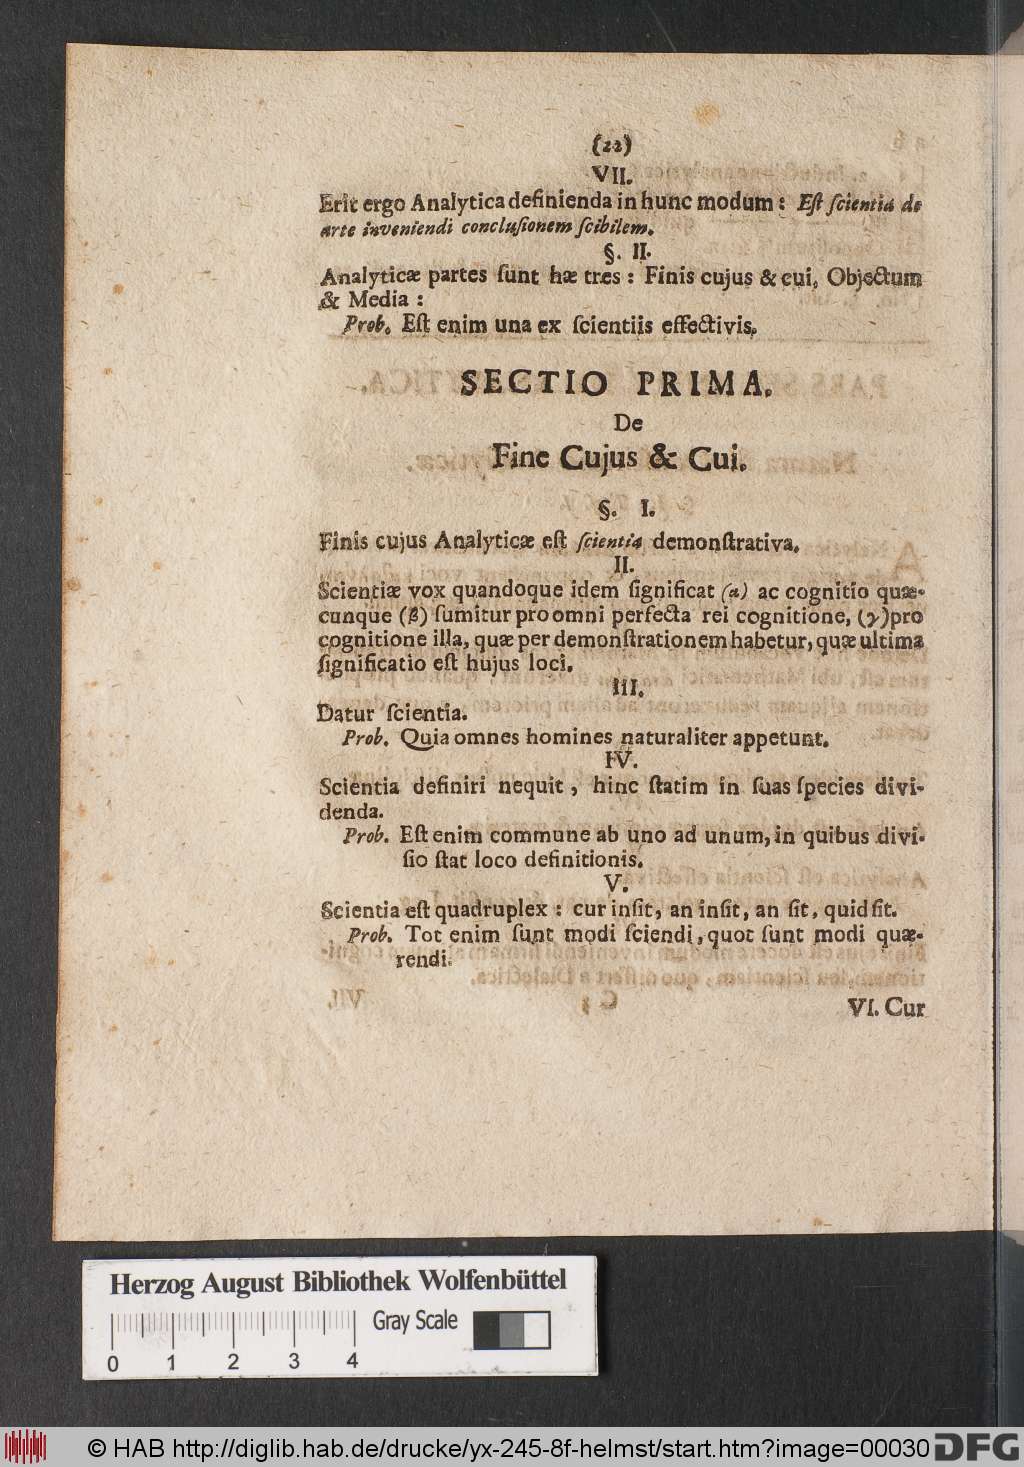 (22)
VII.
Erit ergo Analytica definienda in hunc modum: Eſt ſcientia de
arte inveniendi concluſionem ſcibilem.
§. II.
Analyticæ partes ſunt hæ tres: Finis cujus & cui, Objectum
& Media:
Prob. Eſt enim una ex ſcientiis effectivis.
SECTIO PRIMA.
De
Fine Cujus & Cui.
§. I.
Finis cujus Analyticæ eſt ſcientia demonſtrativa.
II.
Scientiæ vox quandoque idem ſignificat (α) ac cognitio quæ-
cunque (β) ſumitur pro omni perfecta rei cognitione, (γ) pro
cognitione illa, quæ per demonſtrationem habetur, quæ ultima
ſignificatio eſt hujus loci.
III.
Datur ſcientia.
Prob. Quia omnes homines naturaliter appetunt.
IV.
Scientia definiri nequit, hinc ſtatim in ſuas ſpecies divi-
denda.
Prob. Eſt enim commune ab uno ad unum, in quibus divi-
ſio ſtat loco definitionis.
V.
Scientia eſt quadruplex: cur inſit, an inſit, an ſit, quid ſit.
Prob. Tot enim ſunt modi ſciendi, quot ſunt modi quæ-
rendi.
VI. Cur
Herzog August Bibliothek Wolfenbüttel
Gray Scale
0 1 2 3 4
© HAB http://diglib.hab.de/drucke/yx-245-8f-helmst/start.htm?image=00030
DFG